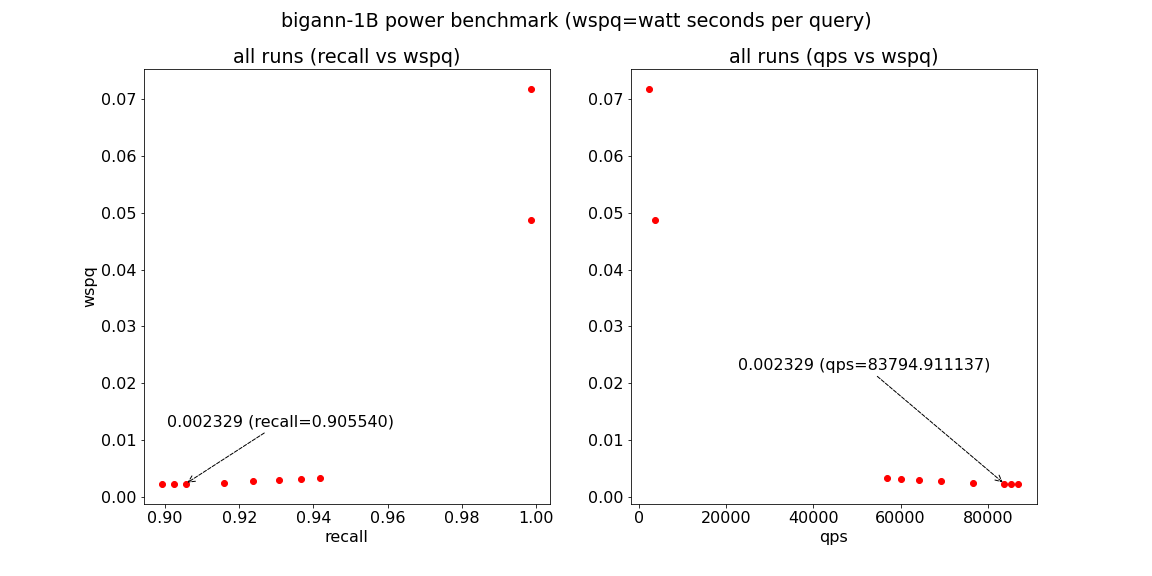 bigann-1B power benchmark (wspq=watt seconds per query)
all runs (recall vs wspq)
0.07
0.06
0.05
0.04
0.03
0.02
0.01
0.00
wspq
0.002329 (recall=0.905540)
0.90 0.92 0.94 0.96 0.98 1.00
recall
all runs (qps vs wspq)
0.07
0.06
0.05
0.04
0.03
0.02
0.01
0.00
0.002329 (qps=83794.911137)
0 20000 40000 60000 80000
qps